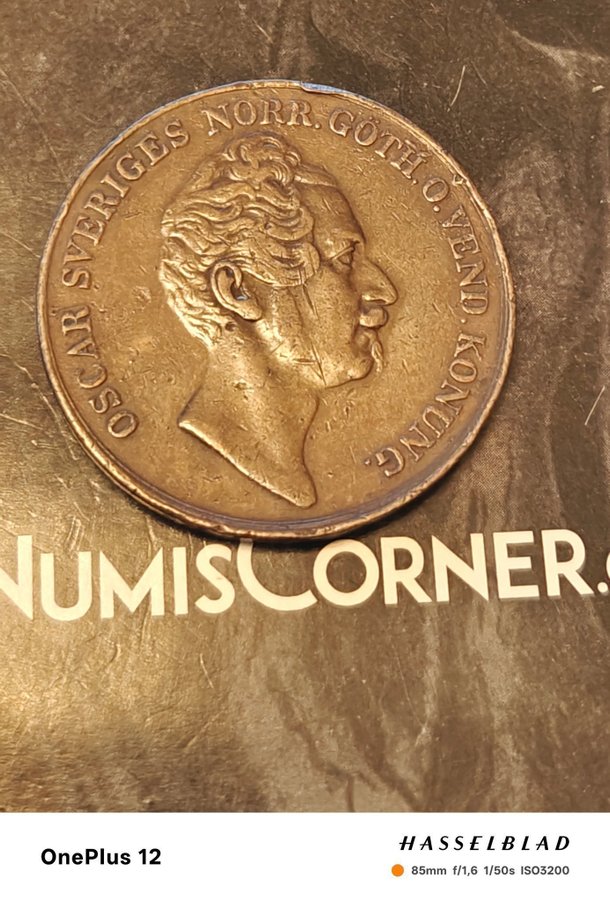 OSCAR SVERIGES NORR. GÖTH. O. VEND. KONUNG.
NUMISCORNER.
OnePlus 12
HASSELBLAD
85mm f/1,6 1/50s ISO3200